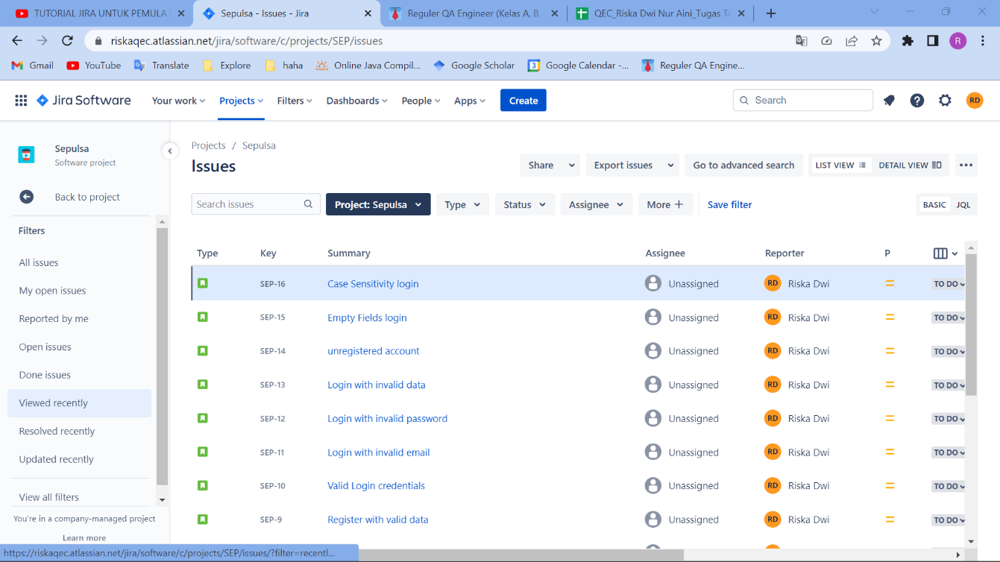 TUTORIAL JIRA UNTUK PEMULA
Sepulsa - Issues - Jira
Reguler QA Engineer (Kelas A, B,
QEC_Riska Dwi Nur Aini_Tugas
riskaqec.atlassian.net/jira/software/c/projects/SEP/issues
R
Gmail
YouTube
Translate
Explore
haha
Online Java Compil...
Google Scholar
3
Google Calendar -...
Reguler QA Engine...
Jira Software
Your work
Projects
Filters
Dashboards
People
Apps
Create
Search
RD
Sepulsa
Software project
Back to project
Filters
All issues
My open issues
Reported by me
Open issues
Done issues
Viewed recently
Resolved recently
Updated recently
View all filters
You're in a company-managed project
Learn more
https://riskaqec.atlassian.net/jira/software/c/projects/SEP/issues/?filter=recentl...
Projects / Sepulsa
Issues
Share
Export issues
Go to advanced search
LIST VIEW
DETAIL VIEW
Search issues
Project: Sepulsa
Type
Status
Assignee
More +
Save filter
BASIC
JQL
Type Key Summary Assignee Reporter P
SEP-16 Case Sensitivity login Unassigned RD Riska Dwi TO DO
SEP-15 Empty Fields login Unassigned RD Riska Dwi TO DO
SEP-14 unregistered account Unassigned RD Riska Dwi TO DO
SEP-13 Login with invalid data Unassigned RD Riska Dwi TO DO
SEP-12 Login with invalid password Unassigned RD Riska Dwi TO DO
SEP-11 Login with invalid email Unassigned RD Riska Dwi TO DO
SEP-10 Valid Login credentials Unassigned RD Riska Dwi TO DO
SEP-9 Register with valid data Unassigned RD Riska Dwi TO DO